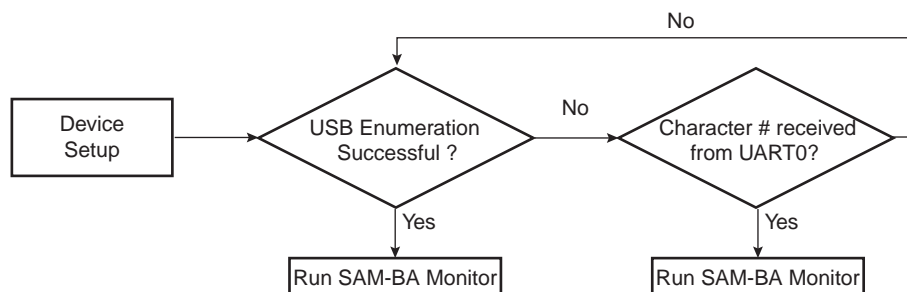 No
Device
Setup
USB Enumeration
Successful ?
No
Character # received
from UART0?
Yes
Yes
Run SAM-BA Monitor
Run SAM-BA Monitor